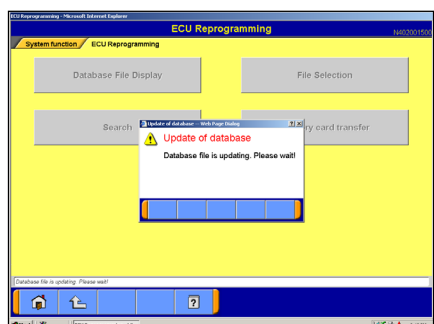 ECU Reprogramming - Microsoft Internet Explorer
ECU Reprogramming
N402001500
System function
ECU Reprogramming
Database File Display
File Selection
Search
ry card transfer
Update of database -- Web Page Dialog
Update of database
Database file is updating. Please wait!
Database file is updating. Please wait!
?